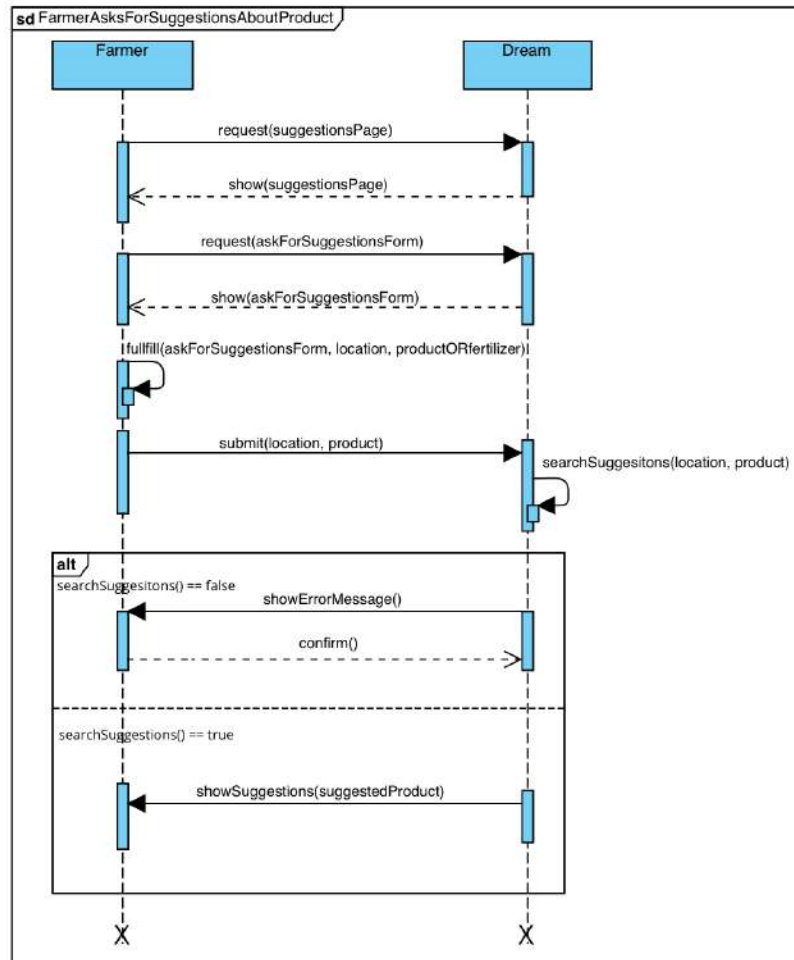 sd FarmerAsksForSuggestionsAboutProduct
Farmer
Dream
request(suggestionsPage)
show(suggestionsPage)
request(askForSuggestionsForm)
show(askForSuggestionsForm)
fullfill(askForSuggestionsForm, location, productORfertilizer)
submit(location, product)
searchSuggesitons(location, product)
alt
searchSuggesitons() == false
showErrorMessage()
confirm()
searchSuggestions() == true
showSuggestions(suggestedProduct)